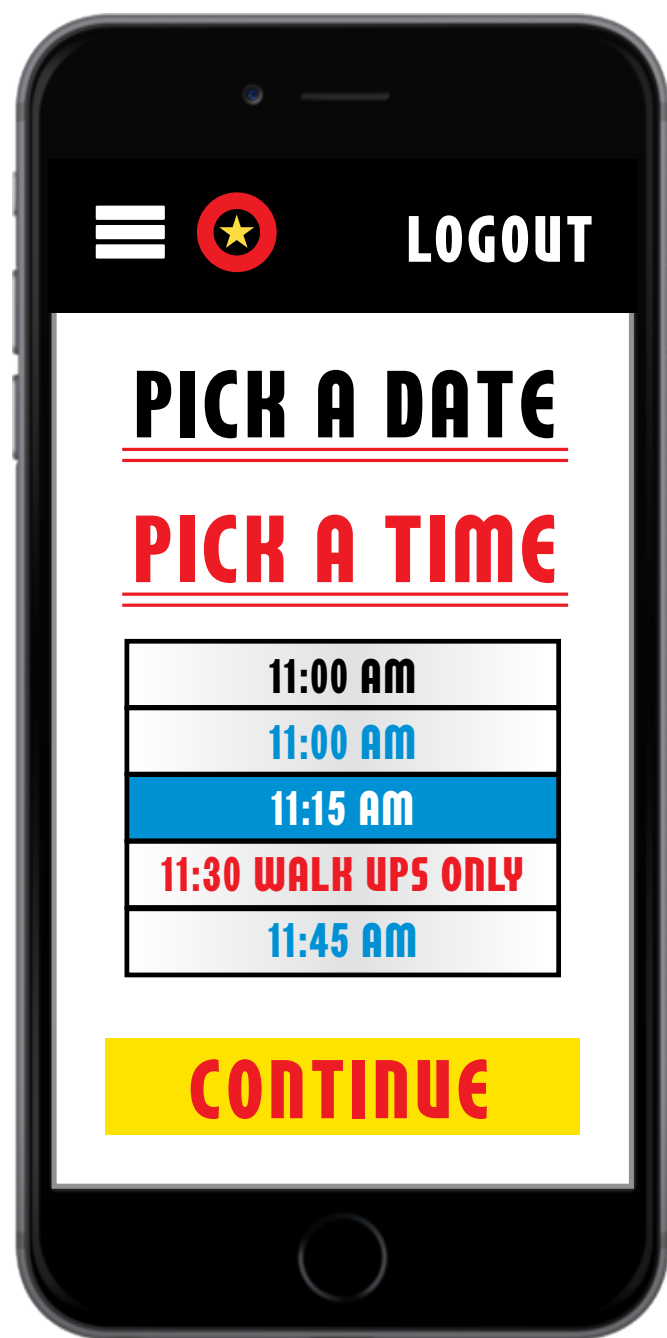 LOGOUT
PICK A DATE
PICK A TIME
11:00 AM
11:00 AM
11:15 AM
11:30 WALK UPS ONLY
11:45 AM
CONTINUE